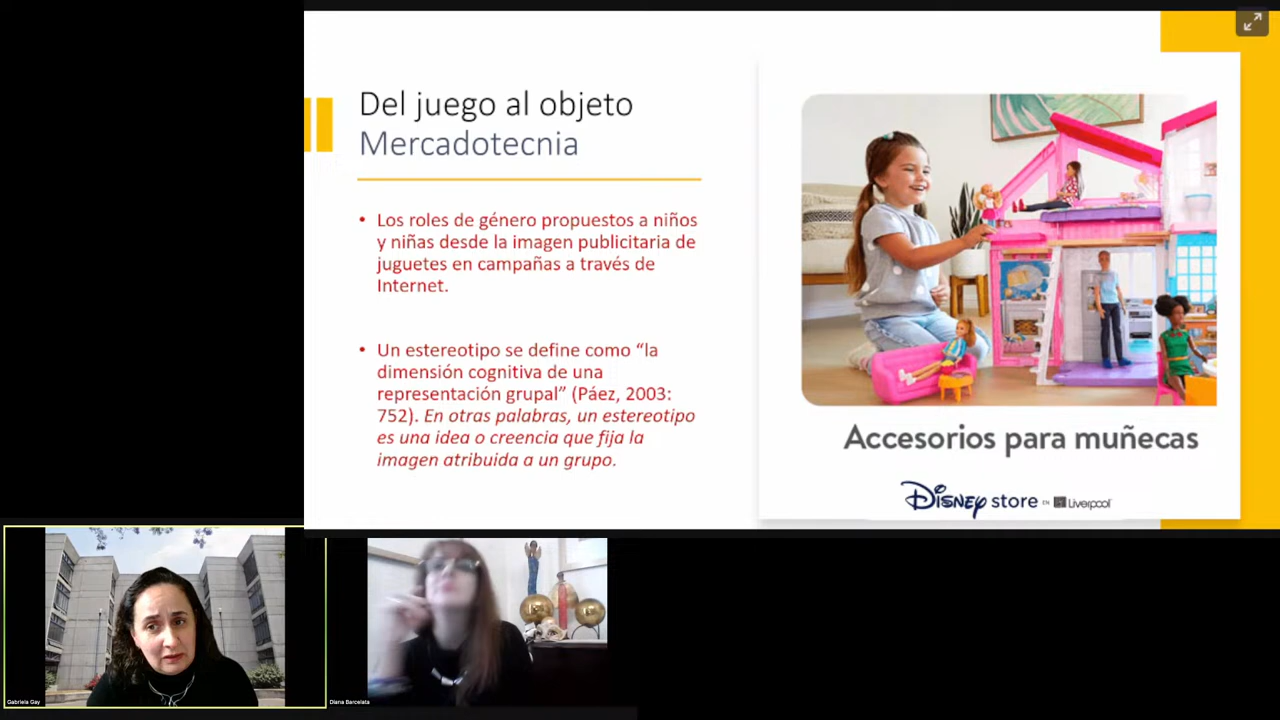 Del juego al objeto
Mercadotecnia
• Los roles de género propuestos a niños
y niñas desde la imagen publicitaria de
juguetes en campañas a través de
Internet.
• Un estereotipo se define como “la
dimensión cognitiva de una
representación grupal” (Páez, 2003:
752). En otras palabras, un estereotipo
es una idea o creencia que fija la
imagen atribuida a un grupo.
Accesorios para muñecas
Disney store EN Liverpool
Gabriela Gay
Diana Barcelata